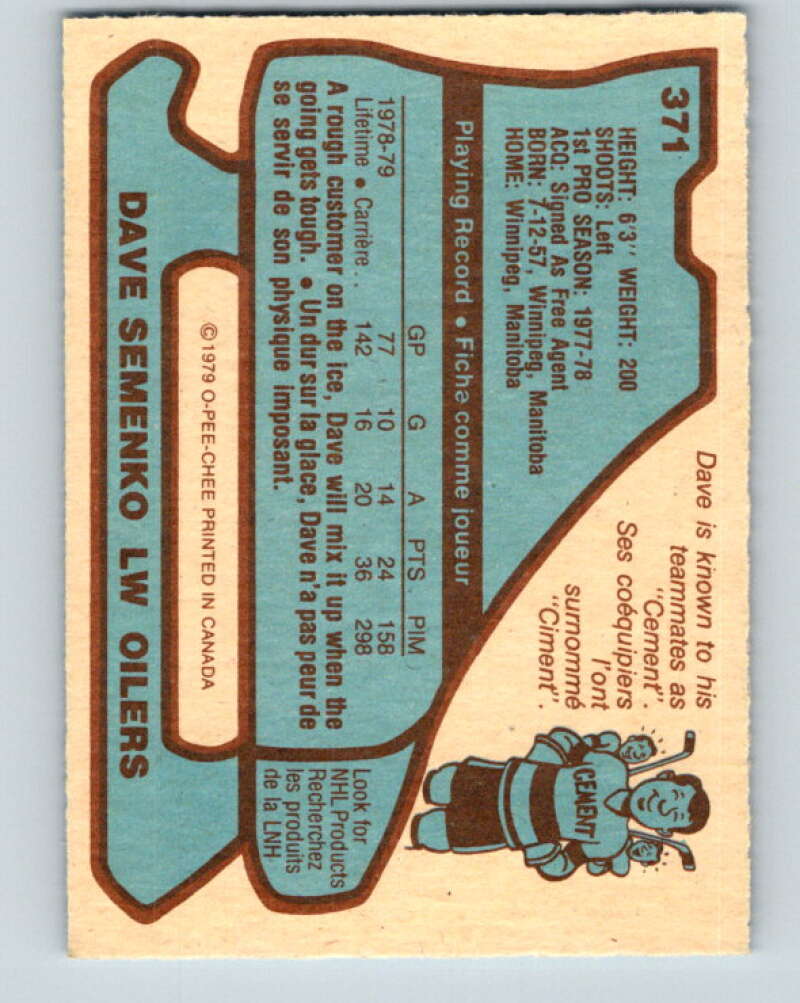 371
HEIGHT: 6'3" WEIGHT: 200
SHOOTS: Left
1st PRO SEASON: 1977-78
ACQ: Signed As Free Agent
BORN: 7-12-57, Winnipeg, Manitoba
HOME: Winnipeg, Manitoba
Dave is known to his
teammates as
"Cement".
Ses coéquipiers
l'ont
surnommé
"Ciment".
CEMENT
Playing Record • Fiche comme joueur
GP G A PTS. PIM
1978-79 77 10 14 24 158
Lifetime • Carrière . . 142 16 20 36 298
A rough customer on the ice, Dave will mix it up when the
going gets tough. • Un dur sur la glace, Dave n'a pas peur de
se servir de son physique imposant.
Look for
NHL Products
Recherchez
les produits
de la LNH
© 1979 O-PEE-CHEE PRINTED IN CANADA
DAVE SEMENKO LW OILERS